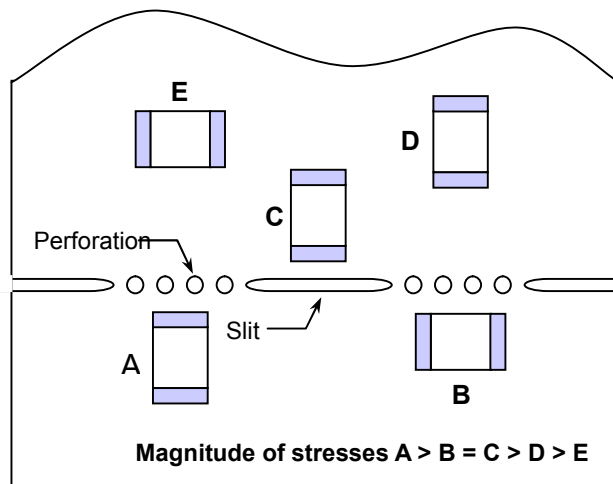 E
D
C
Perforation
Slit
A
B
Magnitude of stresses A > B = C > D > E